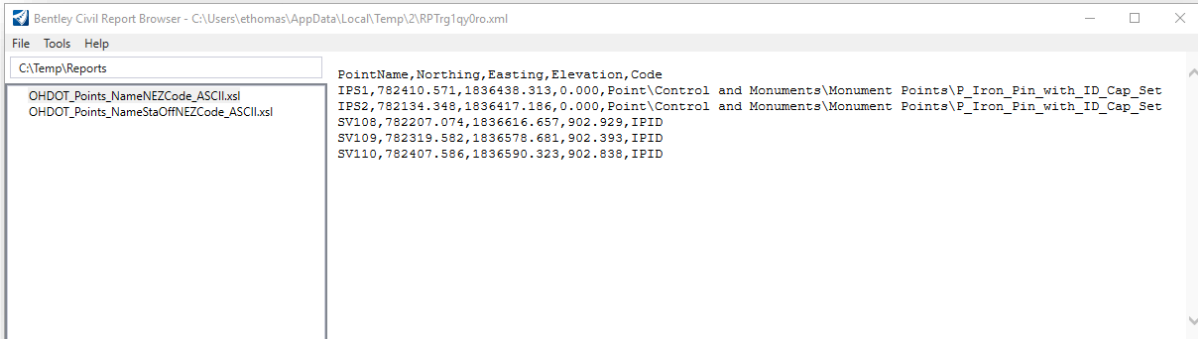 Bentley Civil Report Browser - C:\Users\ethomas\AppData\Local\Temp\2\RPTrg1qy0ro.xml
File Tools Help
C:\Temp\Reports
OHDOT_Points_NameNEZCode_ASCII.xsl
OHDOT_Points_NameStaOffNEZCode_ASCII.xsl
PointName,Northing,Easting,Elevation,Code
IPS1,782410.571,1836438.313,0.000,Point\Control and Monuments\Monument Points\P_Iron_Pin_with_ID_Cap_Set
IPS2,782134.348,1836417.186,0.000,Point\Control and Monuments\Monument Points\P_Iron_Pin_with_ID_Cap_Set
SV108,782207.074,1836616.657,902.929,IPID
SV109,782319.582,1836578.681,902.393,IPID
SV110,782407.586,1836590.323,902.838,IPID